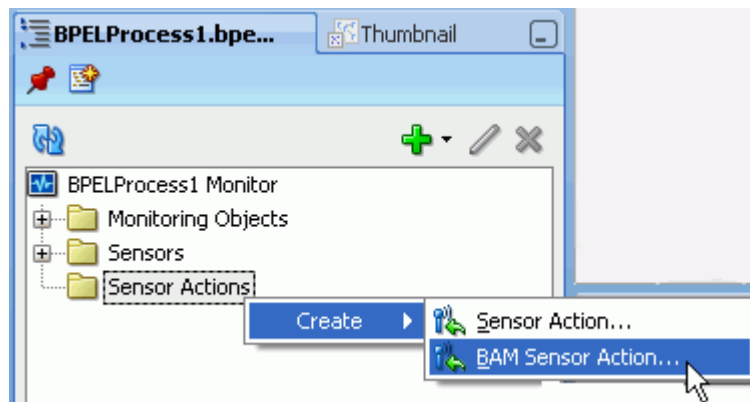 BPELProcess1.bpe... Thumbnail
BPELProcess1 Monitor
Monitoring Objects
Sensors
Sensor Actions
Create Sensor Action...
BAM Sensor Action...